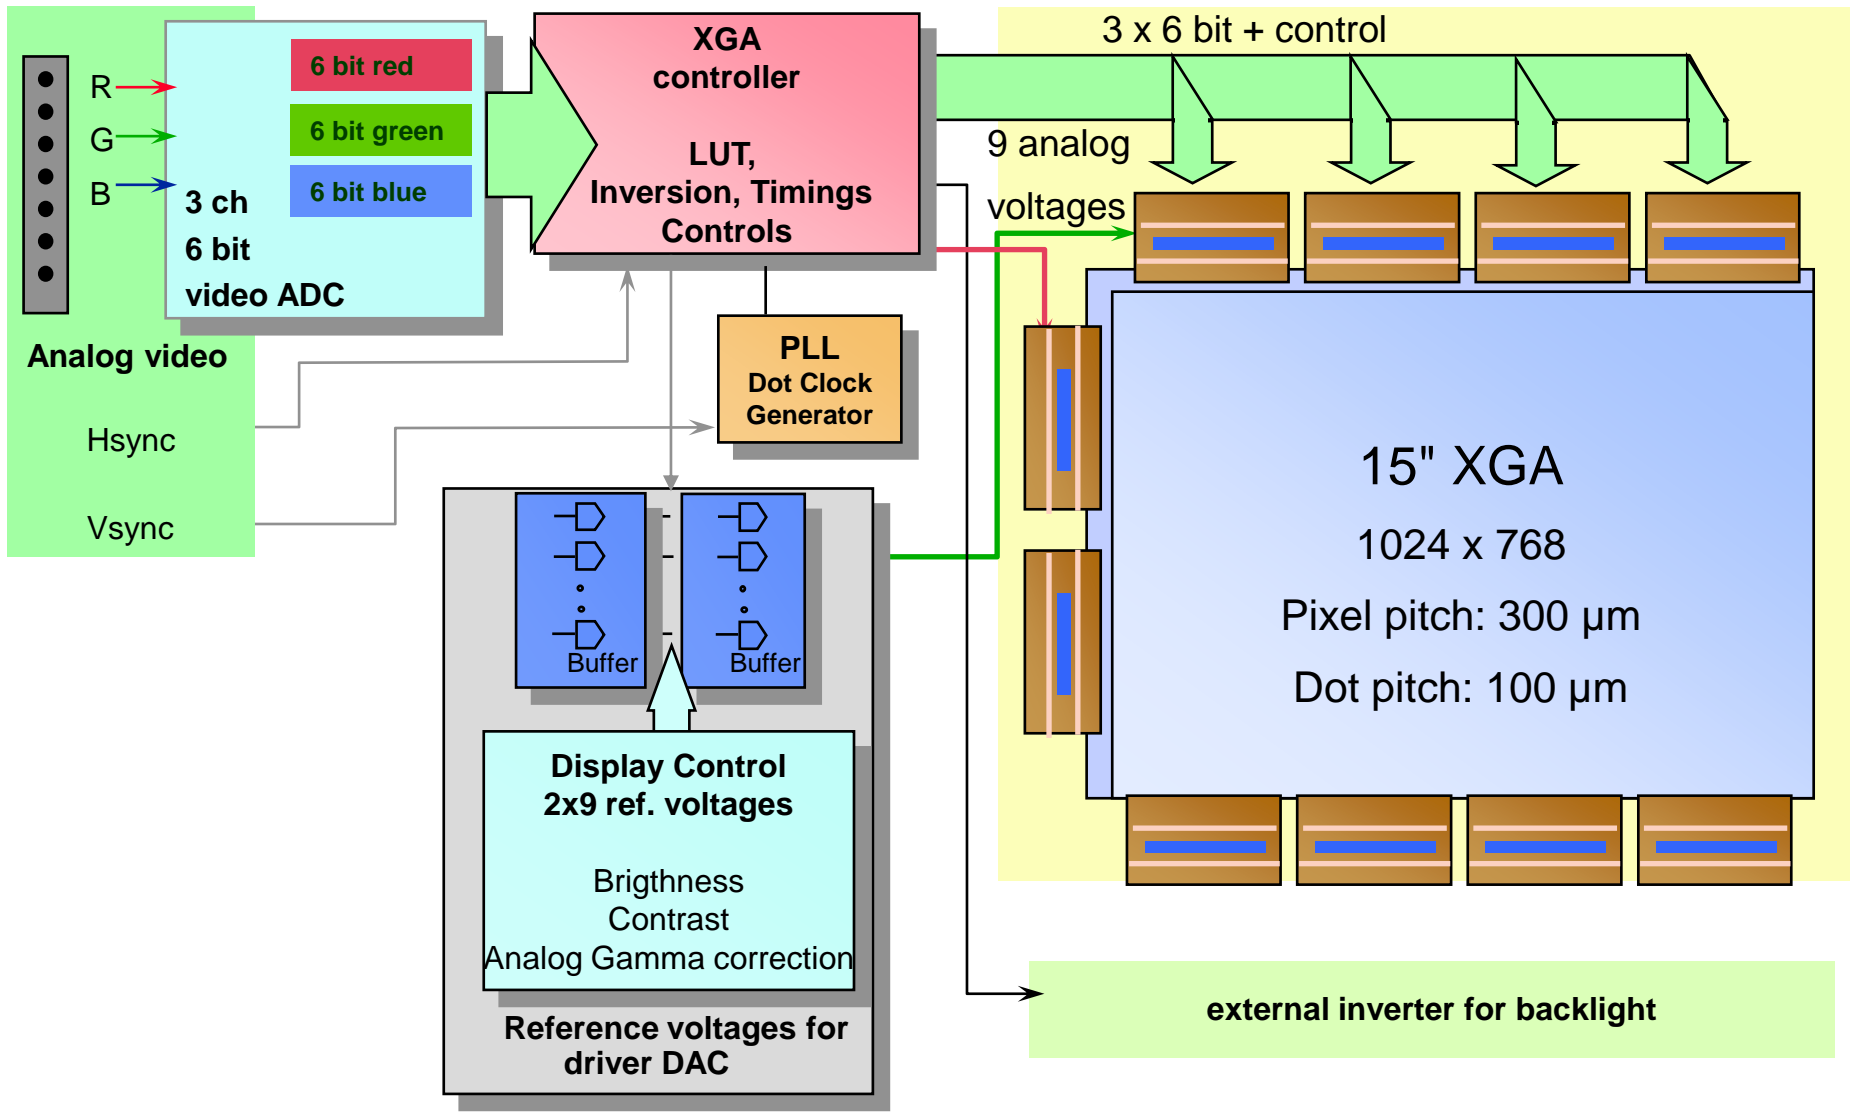 R
G
B
6 bit red
6 bit green
6 bit blue
3 ch
6 bit
video ADC
Analog video
Hsync
Vsync
XGA
controller
LUT,
Inversion, Timings
Controls
PLL
Dot Clock
Generator
3 x 6 bit + control
9 analog
voltages
15" XGA
1024 x 768
Pixel pitch: 300 µm
Dot pitch: 100 µm
Buffer
Buffer
Display Control
2x9 ref. voltages
Brigthness
Contrast
Analog Gamma correction
Reference voltages for
driver DAC
external inverter for backlight